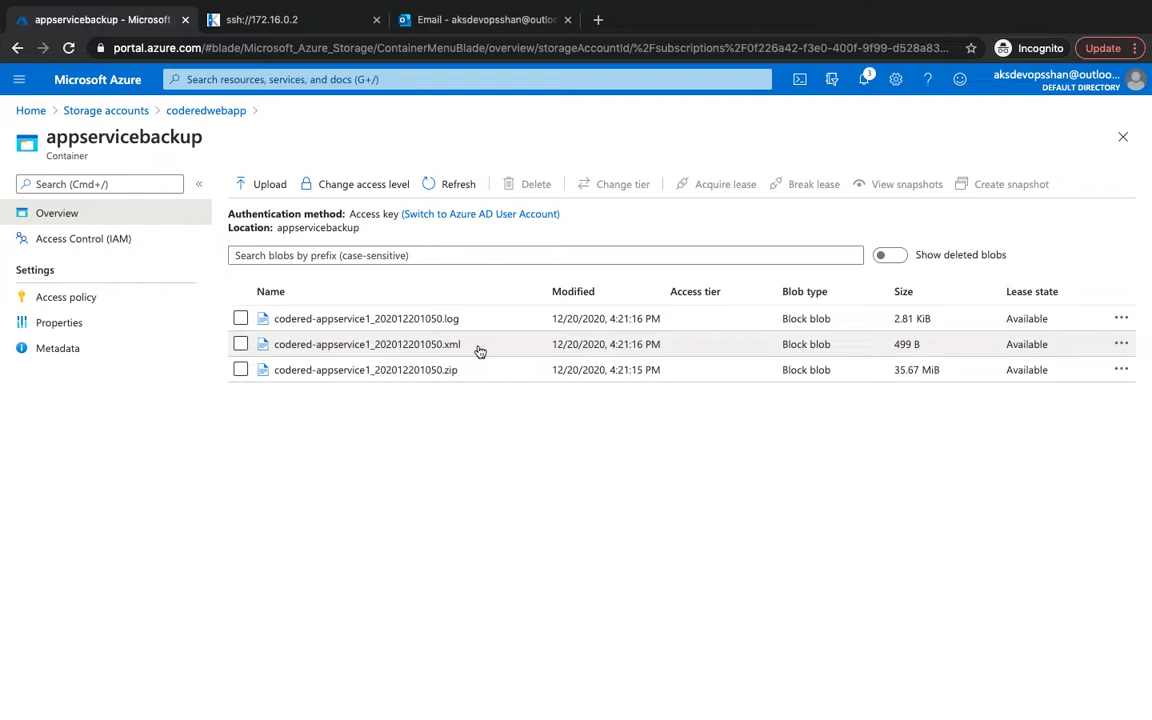 appservicebackup - Microsoft
ssh://172.16.0.2
Email - aksdevopsshan@outloo
portal.azure.com/#blade/Microsoft_Azure_Storage/ContainerMenuBlade/overview/storageAccountId/%2Fsubscriptions%2F0f226a42-f3e0-400f-9f99-d528a83...
Incognito
Update
Microsoft Azure
Search resources, services, and docs (G+/)
3
aksdevopsshan@outloo...
DEFAULT DIRECTORY
Home > Storage accounts > coderedwebapp >
appservicebackup
Container
Search (Cmd+/)
Overview
Access Control (IAM)
Settings
Access policy
Properties
Metadata
Upload Change access level Refresh Delete Change tier Acquire lease Break lease View snapshots Create snapshot
Authentication method: Access key (Switch to Azure AD User Account)
Location: appservicebackup
Search blobs by prefix (case-sensitive)
Show deleted blobs
Name Modified Access tier Blob type Size Lease state
codered-appservice1_202012201050.log 12/20/2020, 4:21:16 PM Block blob 2.81 KiB Available
codered-appservice1_202012201050.xml 12/20/2020, 4:21:16 PM Block blob 499 B Available
codered-appservice1_202012201050.zip 12/20/2020, 4:21:15 PM Block blob 35.67 MiB Available